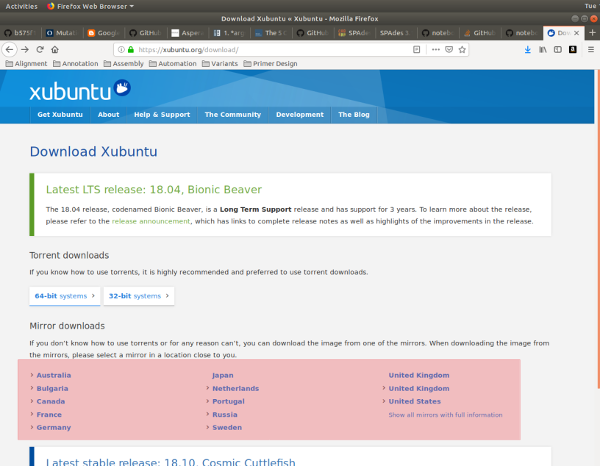 Activities Firefox Web Browser Tue
Download Xubuntu « Xubuntu - Mozilla Firefox
b375f GitHub Mutan Googl GitHub Aspe 1. *arg The S GitHub SPAde SPAdes 3. noteb GitHub noteb Dow
https://xubuntu.org/download/
Alignment Annotation Assembly Automation Variants Primer Design
xubuntu
Get Xubuntu About Help & Support The Community Development The Blog
Download Xubuntu
Latest LTS release: 18.04, Bionic Beaver
The 18.04 release, codenamed Bionic Beaver, is a Long Term Support release and has support for 3 years. To learn more about the release,
please refer to the release announcement, which has links to complete release notes as well as highlights of the improvements in the release.
Torrent downloads
If you know how to use torrents, it is highly recommended and preferred to use torrent downloads.
64-bit systems 32-bit systems
Mirror downloads
If you don't know how to use torrents or for any reason can't, you can download the image from one of the mirrors. When downloading the image from
the mirrors, please select a mirror in a location close to you.
Australia Japan United Kingdom
Bulgaria Netherlands United Kingdom
Canada Portugal United States
France Russia Show all mirrors with full information
Germany Sweden
Latest stable release: 18.10, Cosmic Cuttlefish